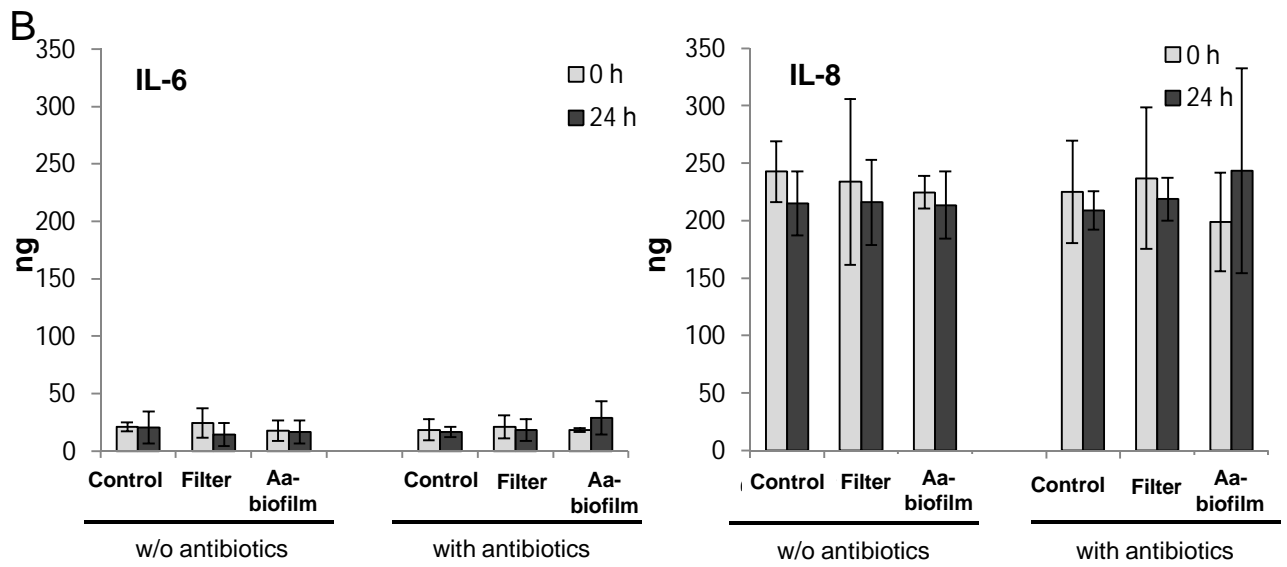 B
350
300
250
200
150
100
50
0
ng
IL-6
0 h
24 h
Control Filter Aa-
biofilm
Control Filter Aa-
biofilm
w/o antibiotics with antibiotics
350
300
250
200
150
100
50
0
ng
IL-8
0 h
24 h
Control Filter Aa-
biofilm
Control Filter Aa-
biofilm
w/o antibiotics with antibiotics